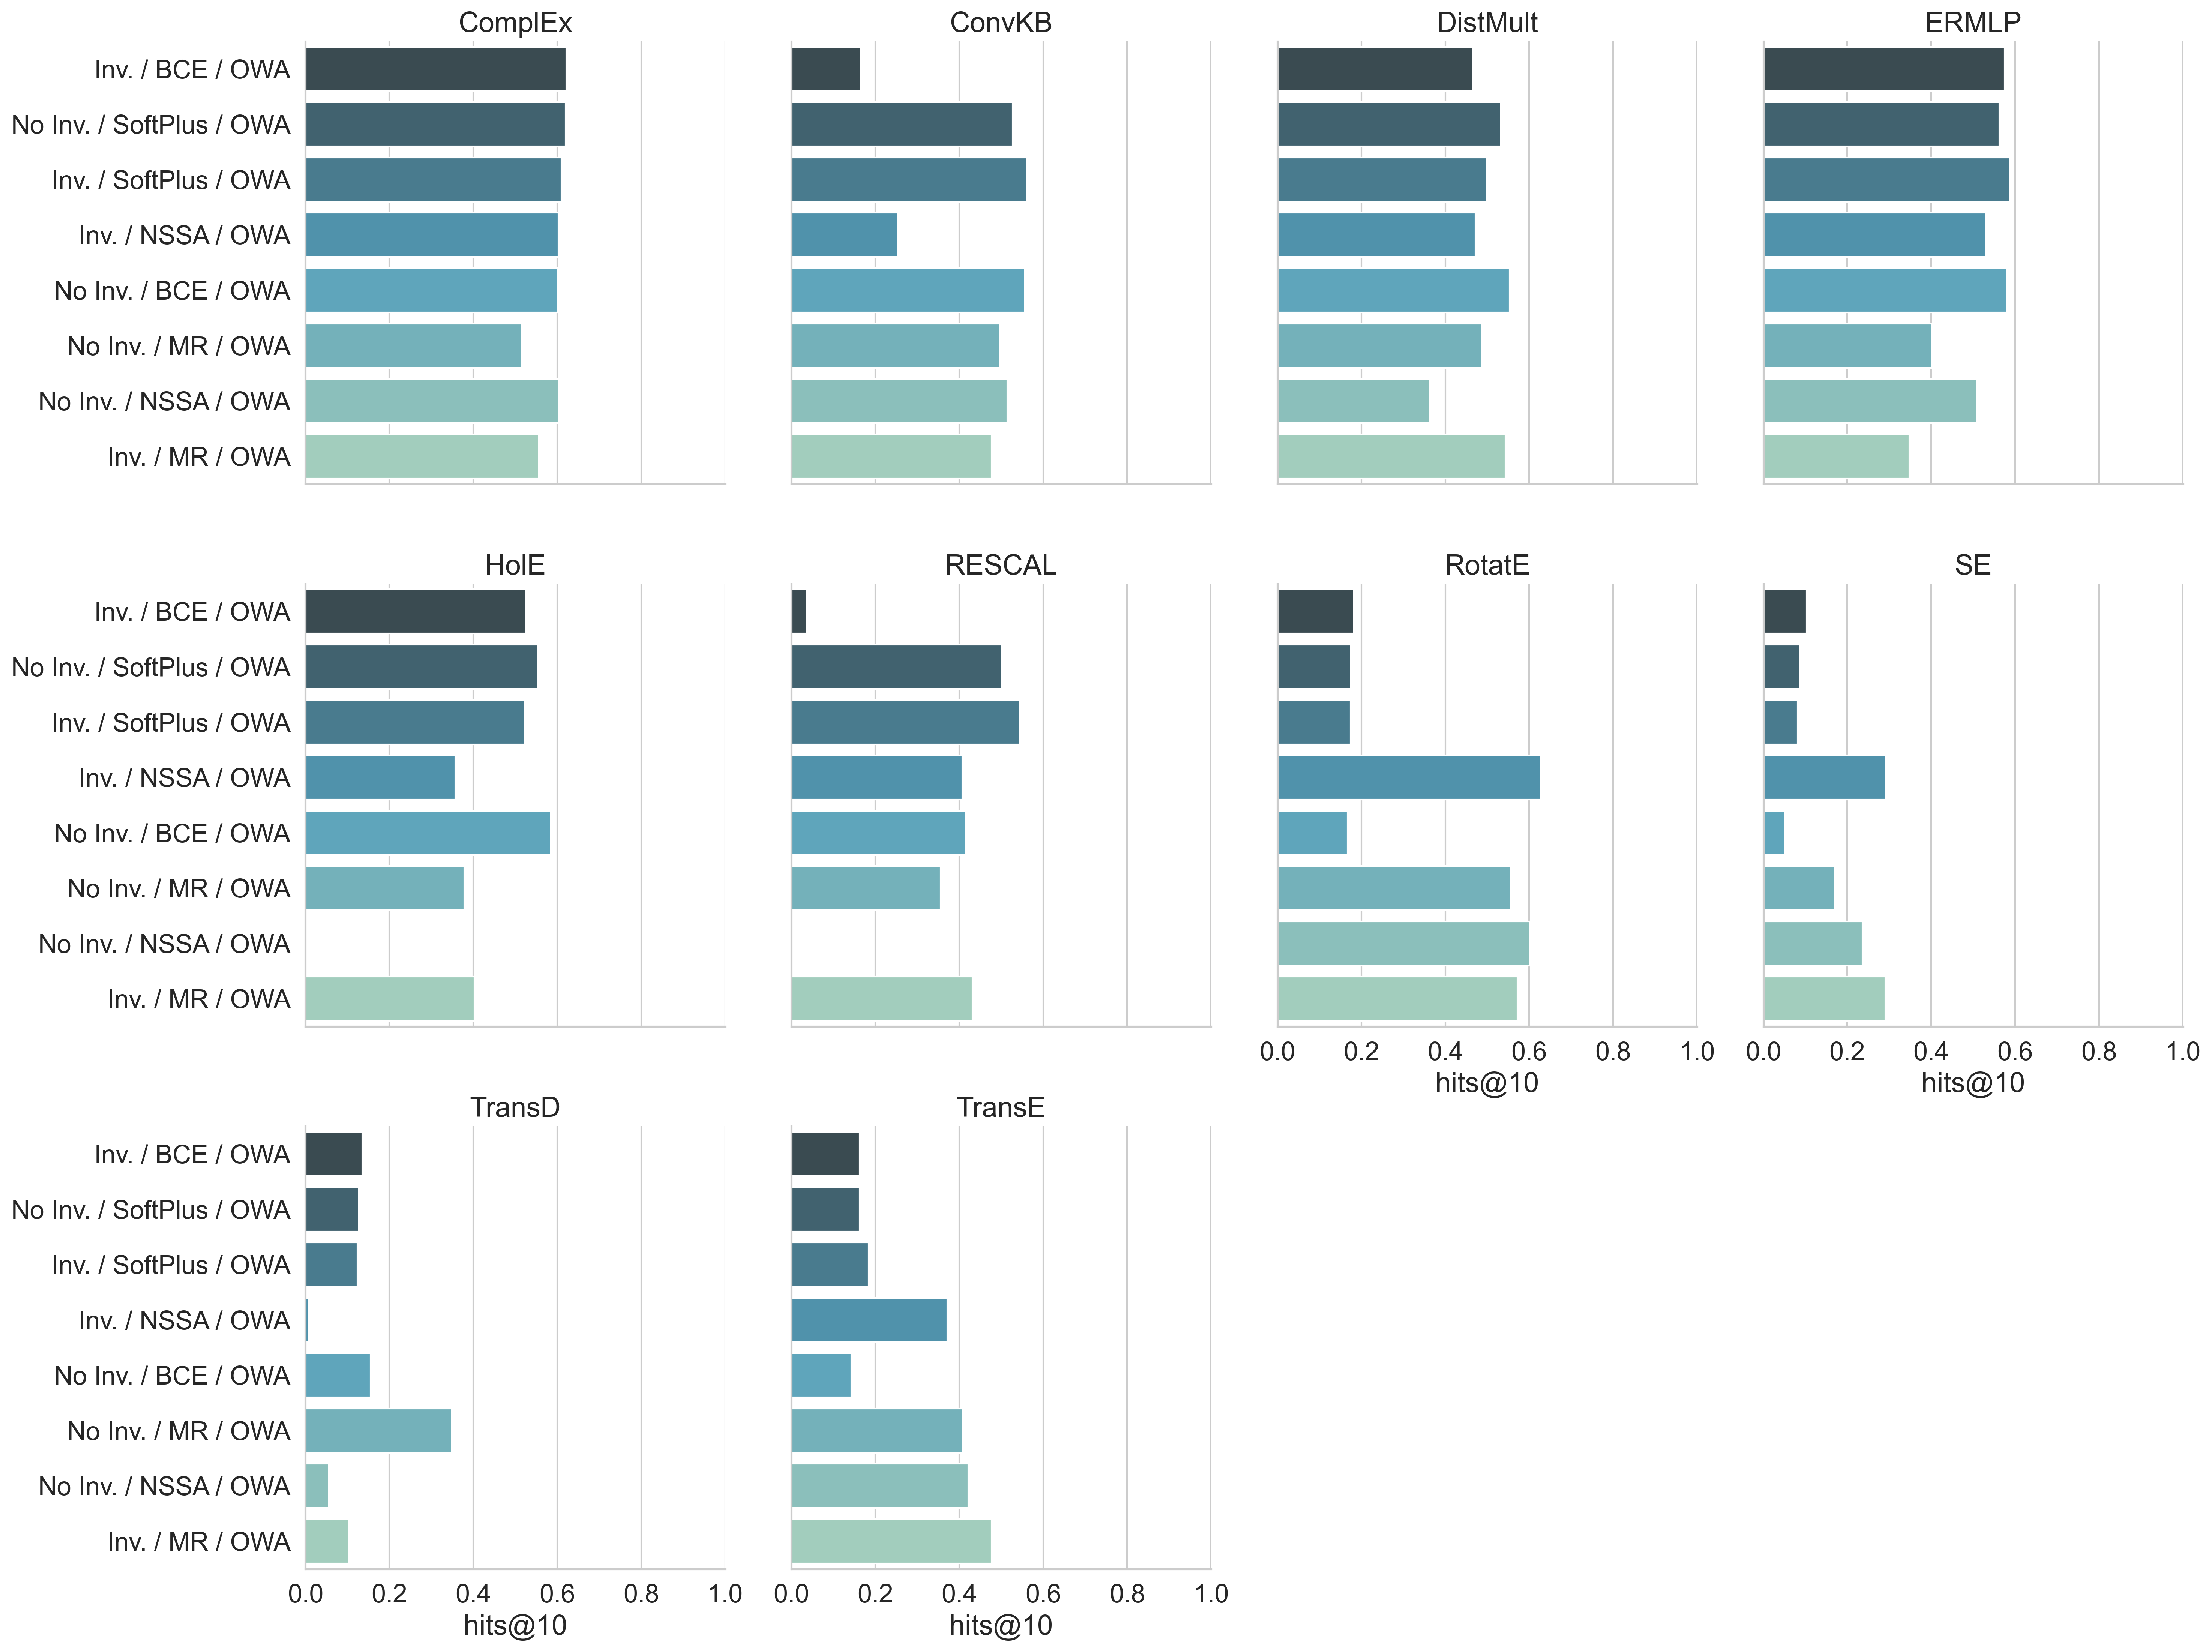 ComplEx ConvKB DistMult ERMLP
Inv. / BCE / OWA
No Inv. / SoftPlus / OWA
Inv. / SoftPlus / OWA
Inv. / NSSA / OWA
No Inv. / BCE / OWA
No Inv. / MR / OWA
No Inv. / NSSA / OWA
Inv. / MR / OWA
HolE RESCAL RotatE SE
Inv. / BCE / OWA
No Inv. / SoftPlus / OWA
Inv. / SoftPlus / OWA
Inv. / NSSA / OWA
No Inv. / BCE / OWA
No Inv. / MR / OWA
No Inv. / NSSA / OWA
Inv. / MR / OWA
0.0 0.2 0.4 0.6 0.8 1.0 0.0 0.2 0.4 0.6 0.8 1.0
hits@10 hits@10
TransD TransE
Inv. / BCE / OWA
No Inv. / SoftPlus / OWA
Inv. / SoftPlus / OWA
Inv. / NSSA / OWA
No Inv. / BCE / OWA
No Inv. / MR / OWA
No Inv. / NSSA / OWA
Inv. / MR / OWA
0.0 0.2 0.4 0.6 0.8 1.0 0.0 0.2 0.4 0.6 0.8 1.0
hits@10 hits@10